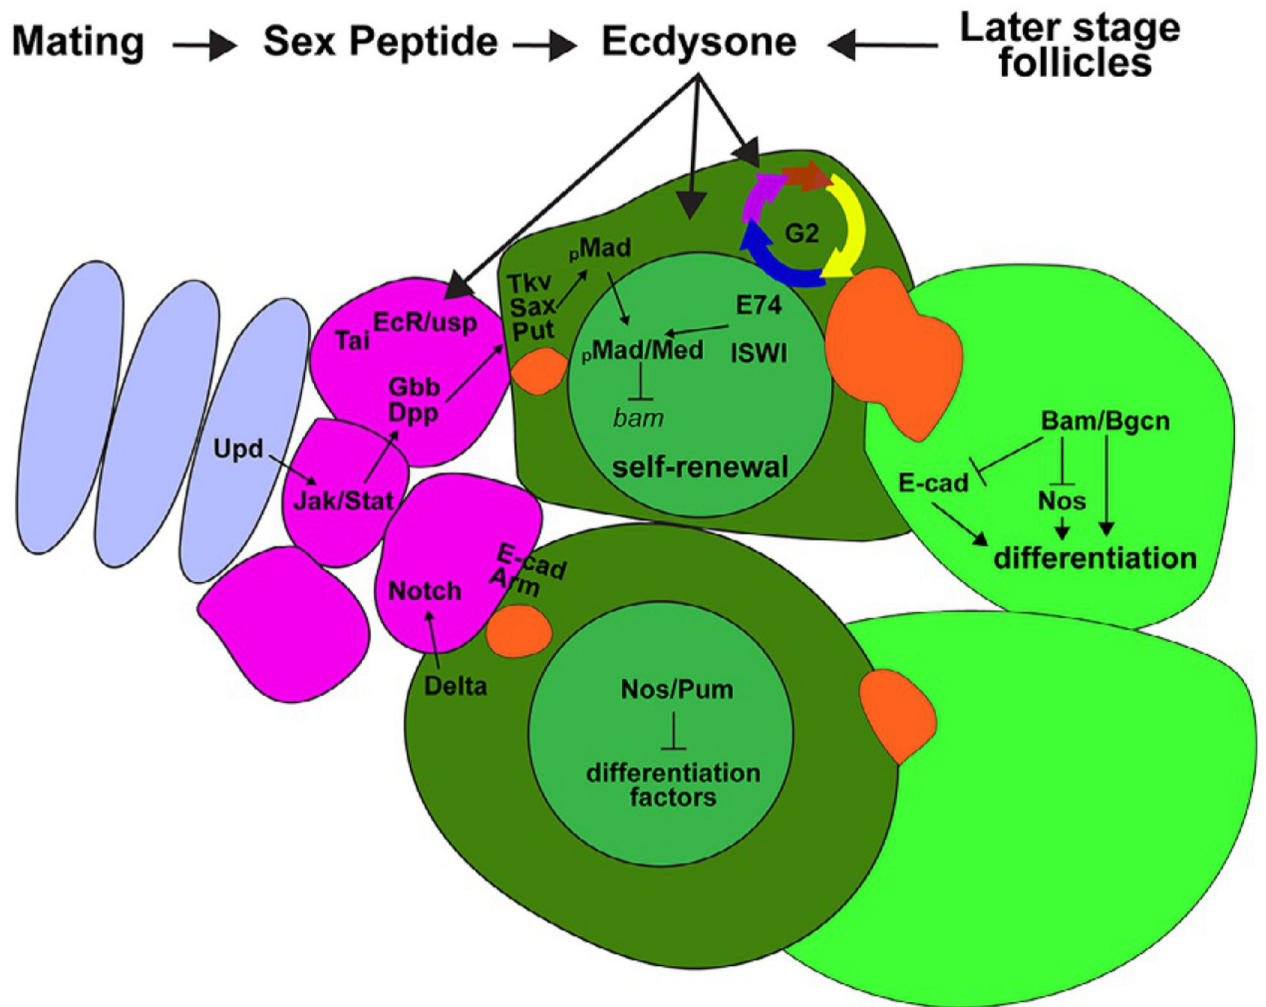 Mating Sex Peptide Ecdysone Later stage
follicles
pMad
G2
Tkv
Sax
Put
E74
EcR/usp
Tai
pMad/Med
ISWI
Gbb
Dpp
bam
self-renewal
Upd
Jak/Stat
Bam/Bgcn
E-cad
Nos
differentiation
E-cad
Arm
Notch
Delta
Nos/Pum
differentiation
factors